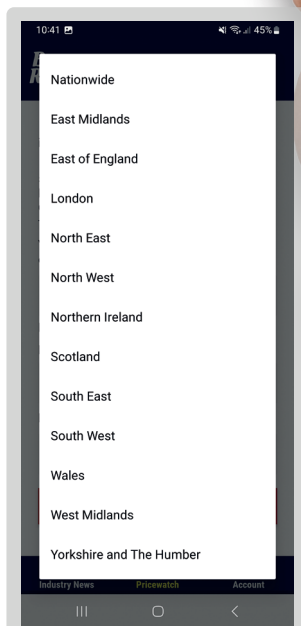 10:41 45%
Nationwide
East Midlands
East of England
London
North East
North West
Northern Ireland
Scotland
South East
South West
Wales
West Midlands
Yorkshire and The Humber
Industry News Pricewatch Account